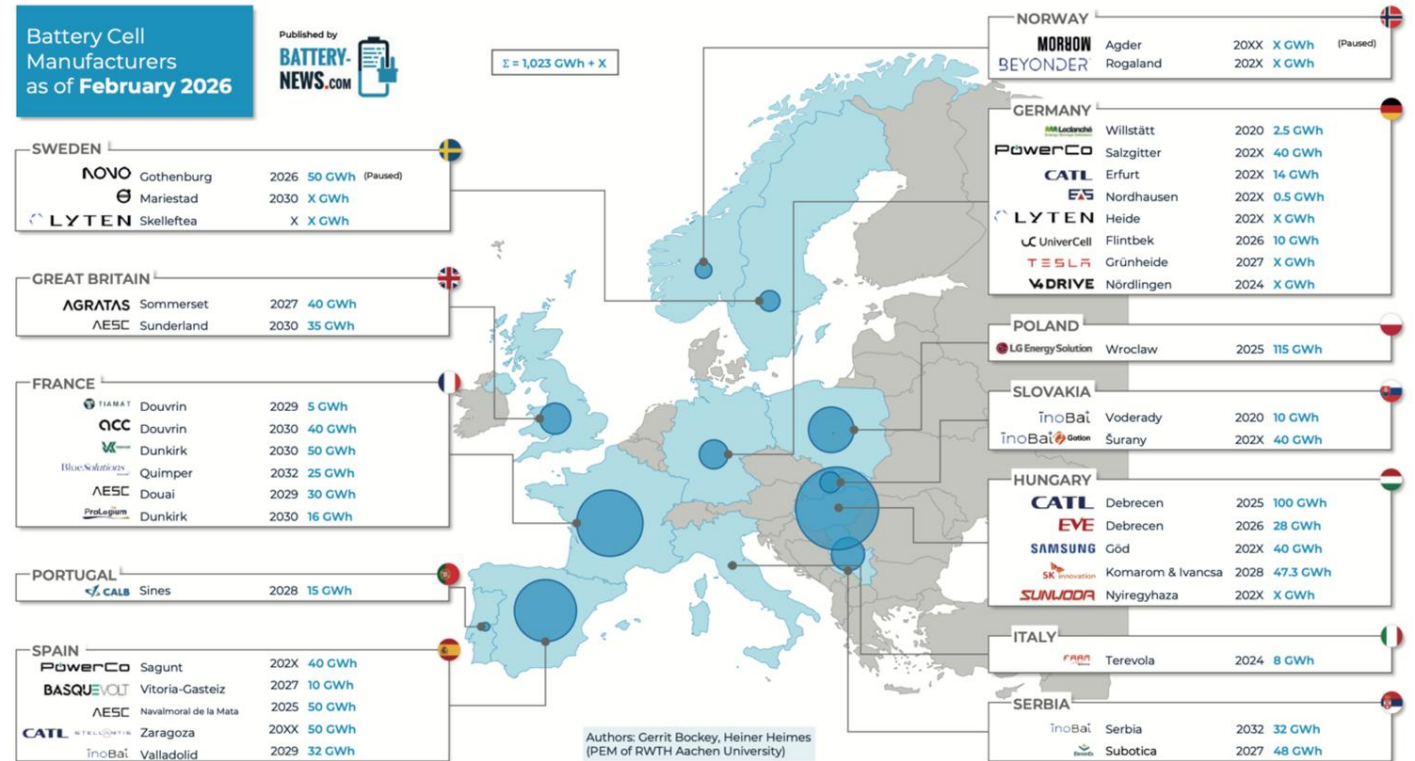 Battery Cell
Manufacturers
as of February 2026
Published by
BATTERY-
NEWS.COM
Σ = 1,023 GWh + X
SWEDEN
NOVO Gothenburg 2026 50 GWh (Paused)
Mariestad 2030 X GWh
LYTEN Skelleftea X X GWh
GREAT BRITAIN
AGRATAS Sommerset 2027 40 GWh
AESC Sunderland 2030 35 GWh
FRANCE
TIAMAT Douvrin 2029 5 GWh
acc Douvrin 2030 40 GWh
Dunkirk 2030 50 GWh
BlueSolutions Quimper 2032 25 GWh
AESC Douai 2029 30 GWh
ProLogium Dunkirk 2030 16 GWh
PORTUGAL
CALB Sines 2028 15 GWh
SPAIN
PowerCo Sagunt 202X 40 GWh
BASQUEVOLT Vitoria-Gasteiz 2027 10 GWh
AESC Navalmoral de la Mata 2025 50 GWh
CATL STELLANTIS Zaragoza 20XX 50 GWh
InoBat Valladolid 2029 32 GWh
NORWAY
MORROW Agder 20XX X GWh (Paused)
BEYONDER Rogaland 202X X GWh
GERMANY
Leclanché Willstätt 2020 2.5 GWh
PowerCo Salzgitter 202X 40 GWh
CATL Erfurt 202X 14 GWh
EAS Nordhausen 202X 0.5 GWh
LYTEN Heide 202X X GWh
UniverCell Flintbek 2026 10 GWh
TESLA Grünheide 2027 X GWh
V4DRIVE Nördlingen 2024 X GWh
POLAND
LG Energy Solution Wroclaw 2025 115 GWh
SLOVAKIA
InoBat Voderady 2020 10 GWh
InoBat Gotion Šurany 202X 40 GWh
HUNGARY
CATL Debrecen 2025 100 GWh
EVE Debrecen 2026 28 GWh
SAMSUNG Göd 202X 40 GWh
SK innovation Komarom & Ivancsa 2028 47.3 GWh
SUNWODA Nyiregyhaza 202X X GWh
ITALY
FAAM Terevola 2024 8 GWh
SERBIA
InoBat Serbia 2032 32 GWh
Subotica 2027 48 GWh
Authors: Gerrit Bockey, Heiner Heimes
(PEM of RWTH Aachen University)